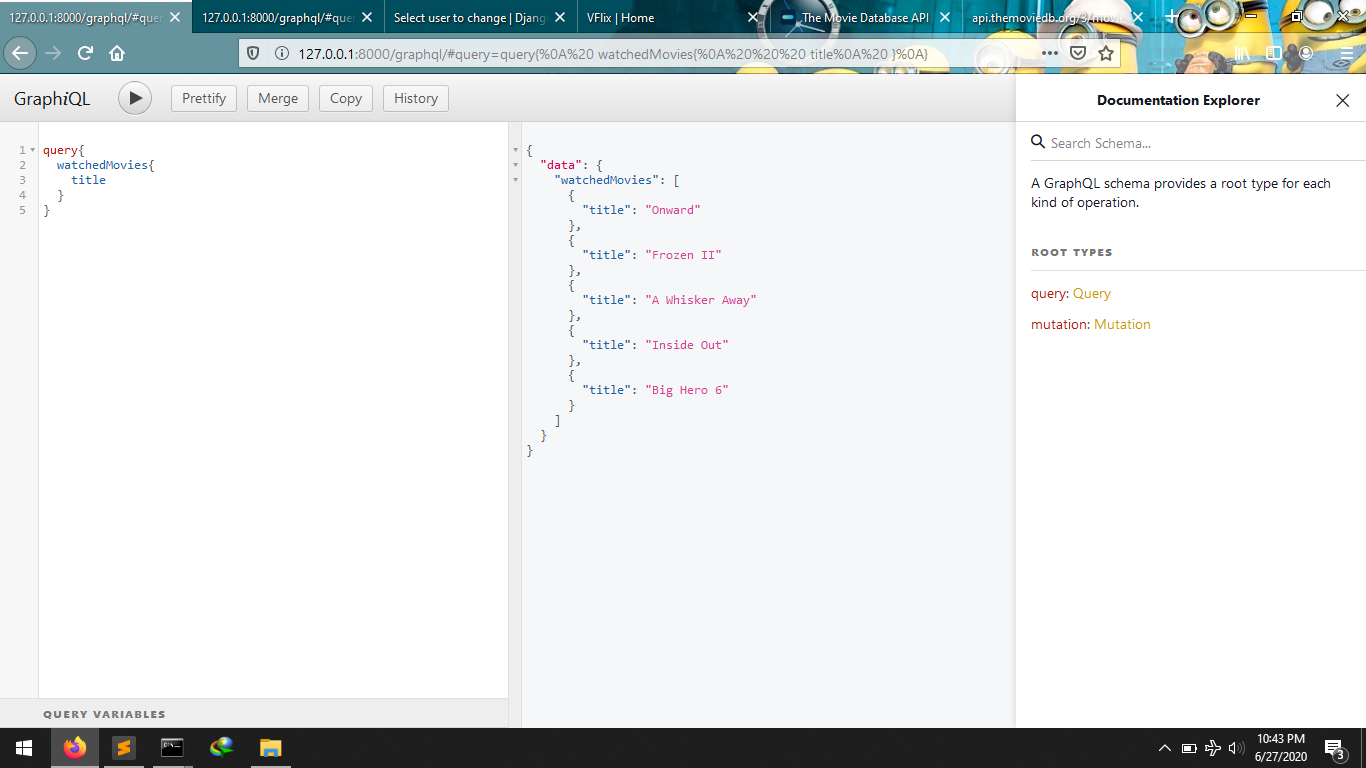 127.0.0.1:8000/graphql/#quer
127.0.0.1:8000/graphql/#quer
Select user to change | Djang
VFlix | Home
The Movie Database API
api.themoviedb.org/3/movie
127.0.0.1:8000/graphql/#query=query{%0A%20 watchedMovies{%0A%20%20%20 title%0A%20 }%0A}
GraphiQL
Prettify
Merge
Copy
History
Documentation Explorer
1 query{
2 watchedMovies{
3 title
4 }
5 }
{
"data": {
"watchedMovies": [
{
"title": "Onward"
},
{
"title": "Frozen II"
},
{
"title": "A Whisker Away"
},
{
"title": "Inside Out"
},
{
"title": "Big Hero 6"
}
]
}
}
Search Schema...
A GraphQL schema provides a root type for each
kind of operation.
ROOT TYPES
query: Query
mutation: Mutation
QUERY VARIABLES
10:43 PM
6/27/2020
3